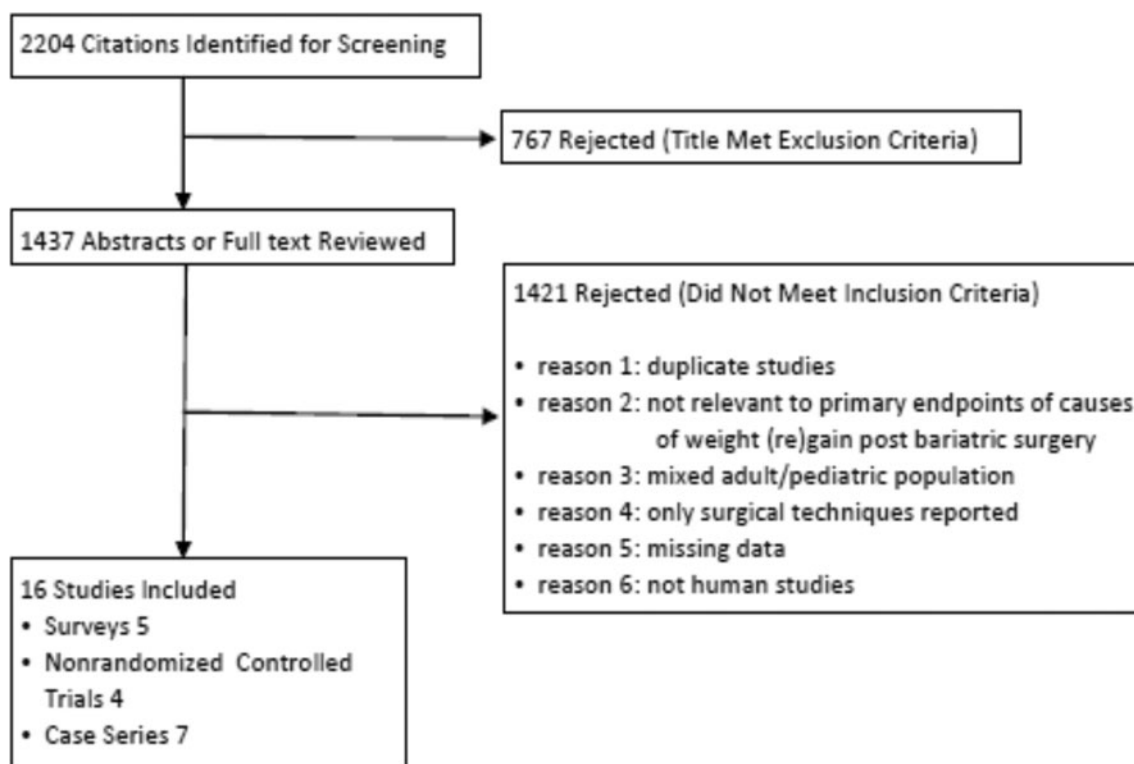 2204 Citations Identified for Screening
767 Rejected (Title Met Exclusion Criteria)
1437 Abstracts or Full text Reviewed
1421 Rejected (Did Not Meet Inclusion Criteria)
• reason 1: duplicate studies
• reason 2: not relevant to primary endpoints of causes
of weight (re)gain post bariatric surgery
• reason 3: mixed adult/pediatric population
• reason 4: only surgical techniques reported
• reason 5: missing data
• reason 6: not human studies
16 Studies Included
• Surveys 5
• Nonrandomized Controlled
Trials 4
• Case Series 7